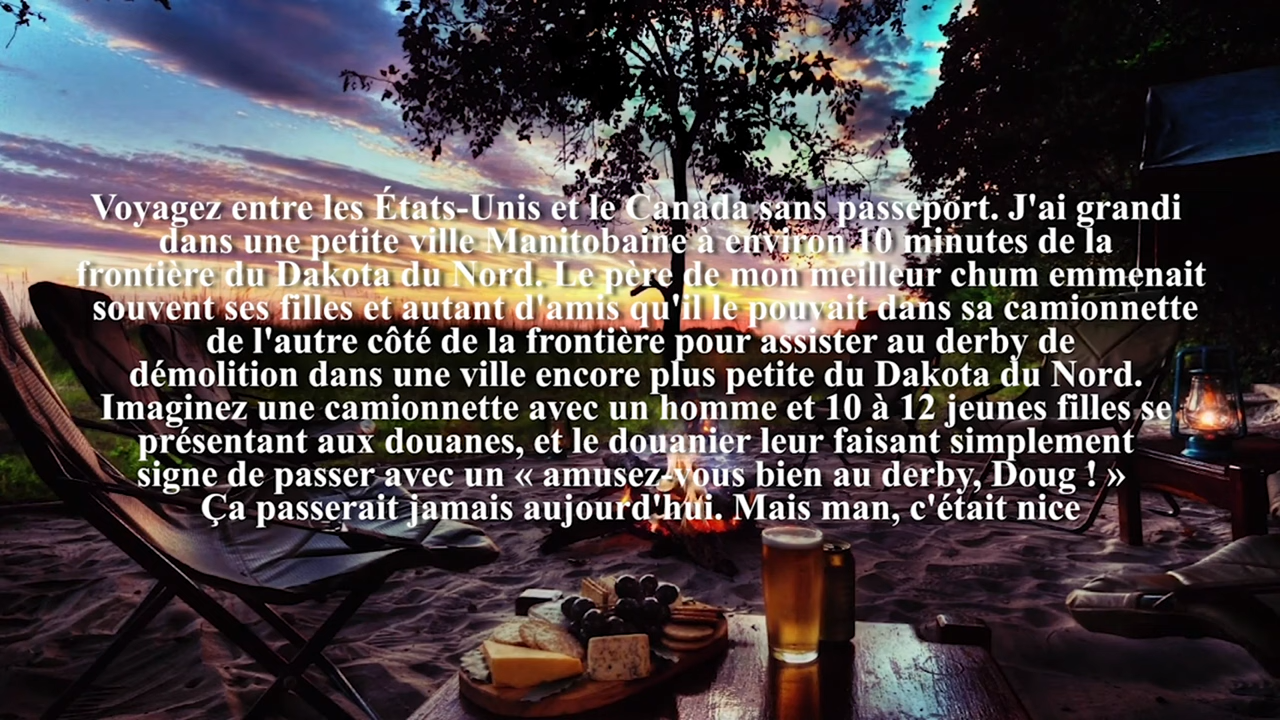 Voyagez entre les États-Unis et le Canada sans passeport. J'ai grandi
dans une petite ville Manitobaine à environ 10 minutes de la
frontière du Dakota du Nord. Le père de mon meilleur chum emmenait
souvent ses filles et autant d'amis qu'il le pouvait dans sa camionnette
de l'autre côté de la frontière pour assister au derby de
démolition dans une ville encore plus petite du Dakota du Nord.
Imaginez une camionnette avec un homme et 10 à 12 jeunes filles se
présentant aux douanes, et le douanier leur faisant simplement
signe de passer avec un « amusez-vous bien au derby, Doug ! »
Ça passerait jamais aujourd'hui. Mais man, c'était nice